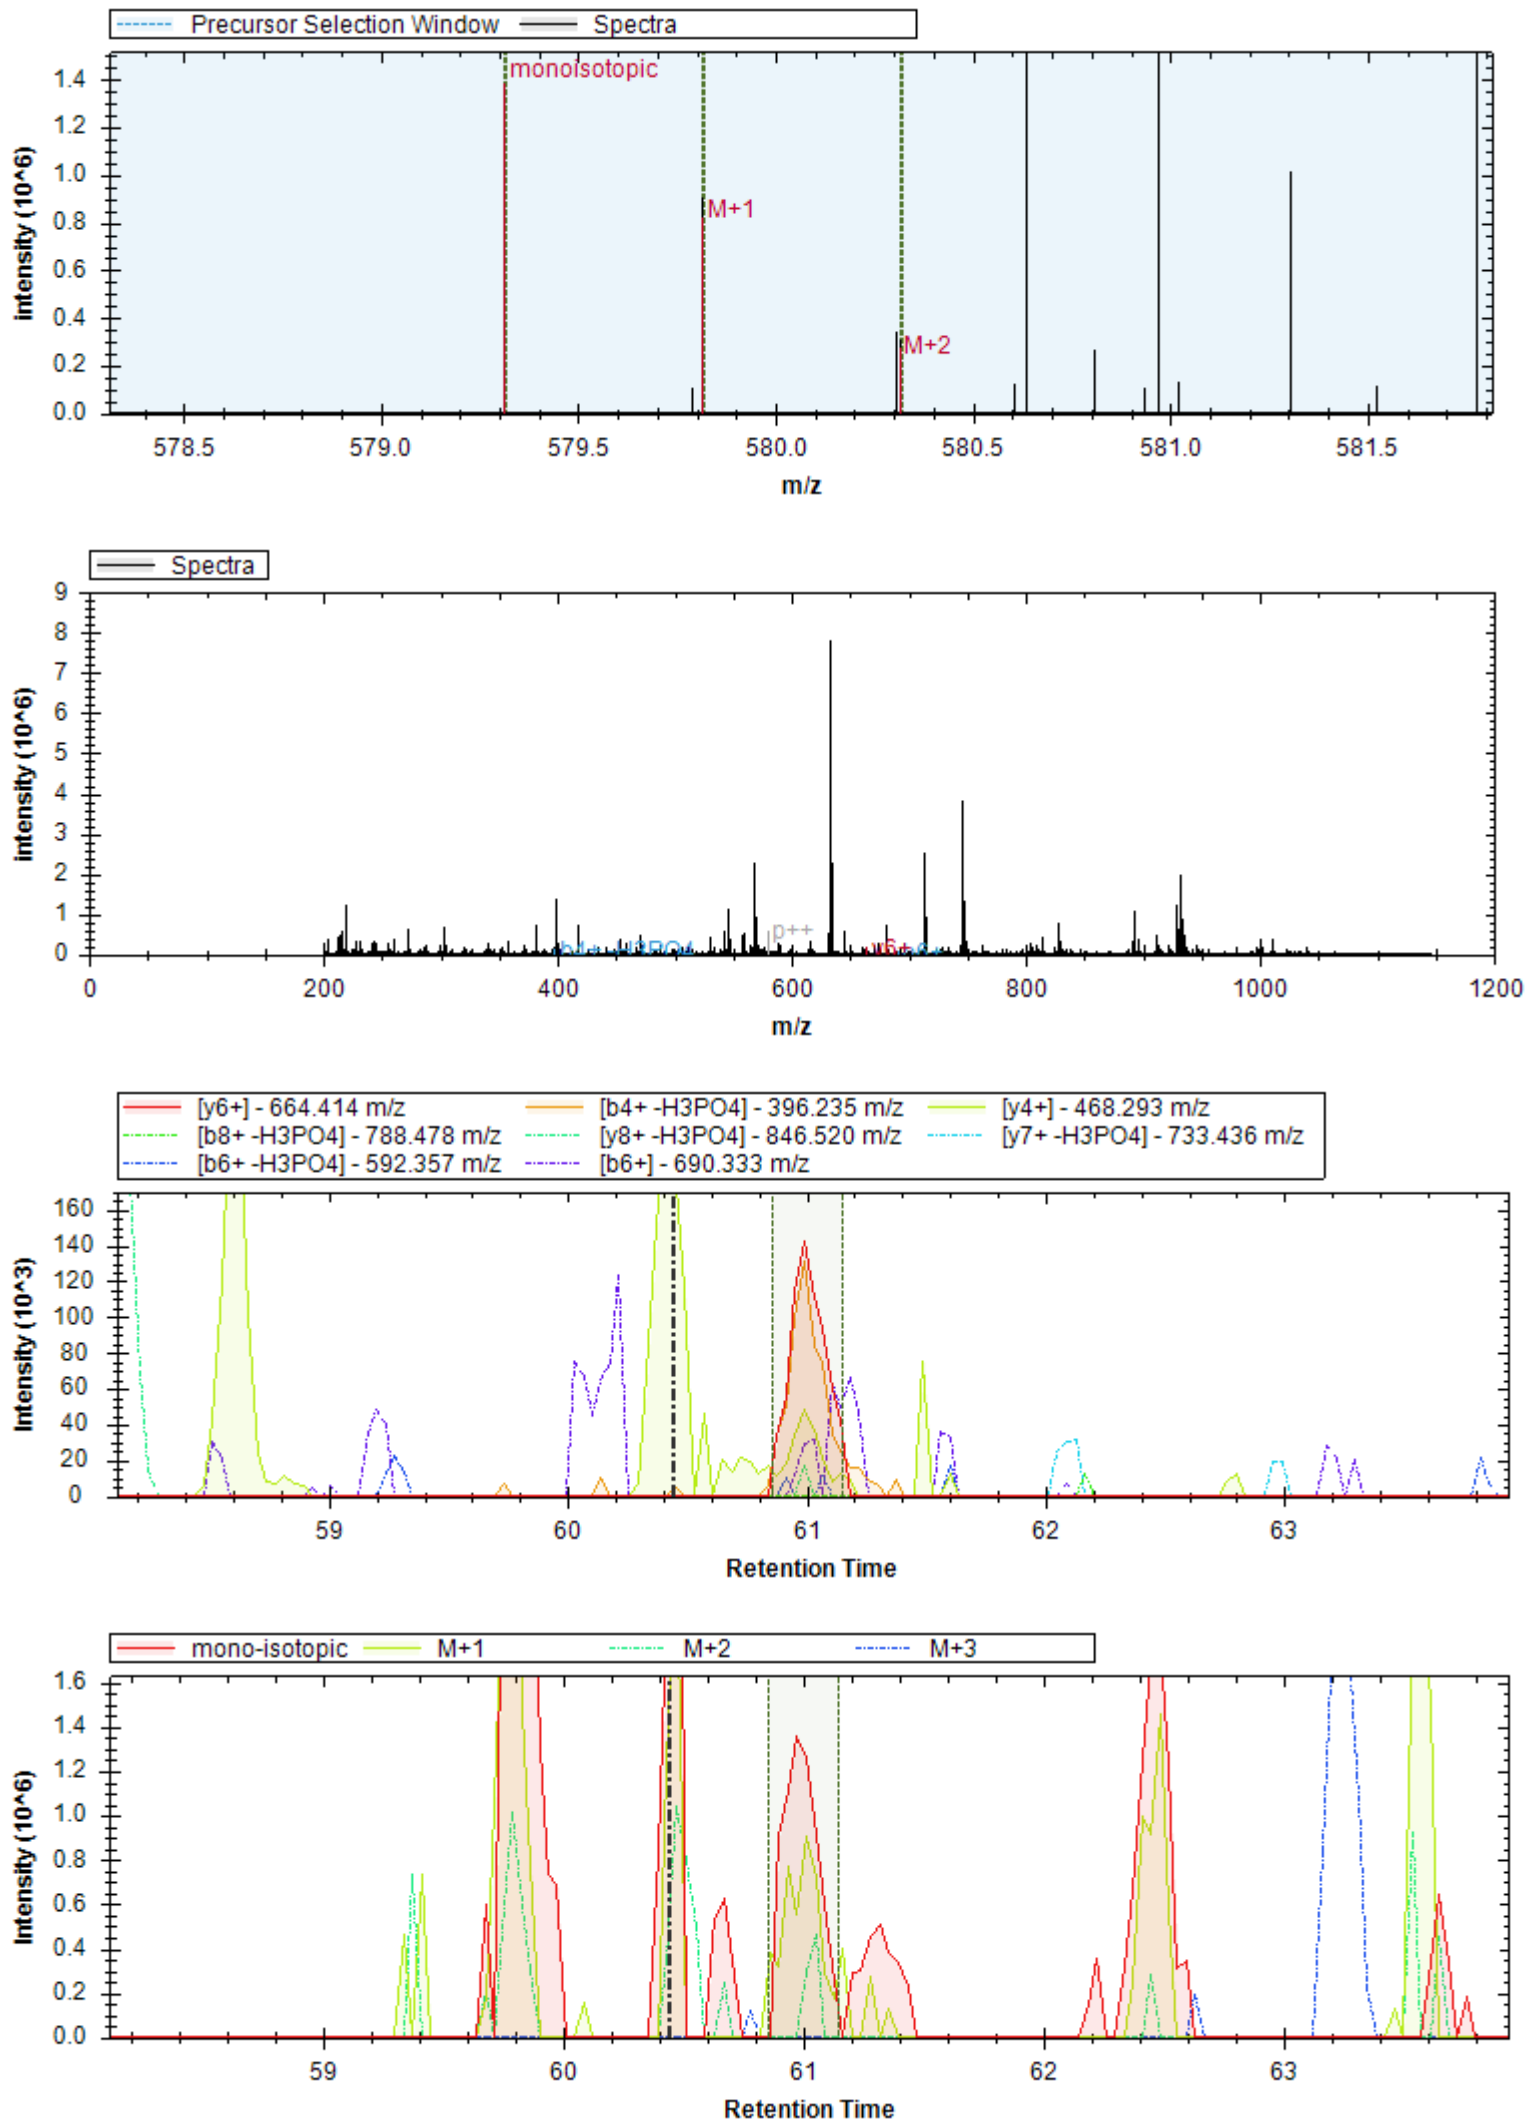 Precursor Selection Window Spectra
monoisotopic
M+1
M+2
1.4
1.2
1.0
0.8
0.6
0.4
0.2
0.0
intensity (10^6)
578.5 579.0 579.5 580.0 580.5 581.0 581.5
m/z
Spectra
9
8
7
6
5
4
3
2
1
0
intensity (10^6)
p++
b4+ -H3PO4 y6+ b6+
0 200 400 600 800 1000 1200
m/z
[y6+] - 664.414 m/z [b4+ -H3PO4] - 396.235 m/z [y4+] - 468.293 m/z
[b8+ -H3PO4] - 788.478 m/z [y8+ -H3PO4] - 846.520 m/z [y7+ -H3PO4] - 733.436 m/z
[b6+ -H3PO4] - 592.357 m/z [b6+] - 690.333 m/z
160
140
120
100
80
60
40
20
0
Intensity (10^3)
59 60 61 62 63
Retention Time
mono-isotopic M+1 M+2 M+3
1.6
1.4
1.2
1.0
0.8
0.6
0.4
0.2
0.0
Intensity (10^6)
59 60 61 62 63
Retention Time